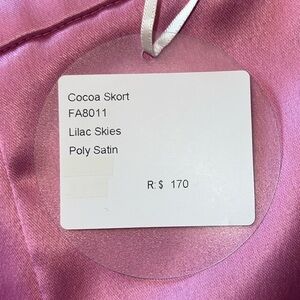 Cocoa Skort
FA8011
Lilac Skies
Poly Satin
R: $ 170